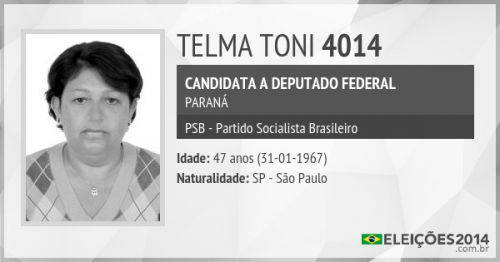 TELMA TONI 4014
CANDIDATA A DEPUTADO FEDERAL
PARANÁ
PSB - Partido Socialista Brasileiro
Idade: 47 anos (31-01-1967)
Naturalidade: SP - São Paulo
ELEIÇÕES2014
.com.br